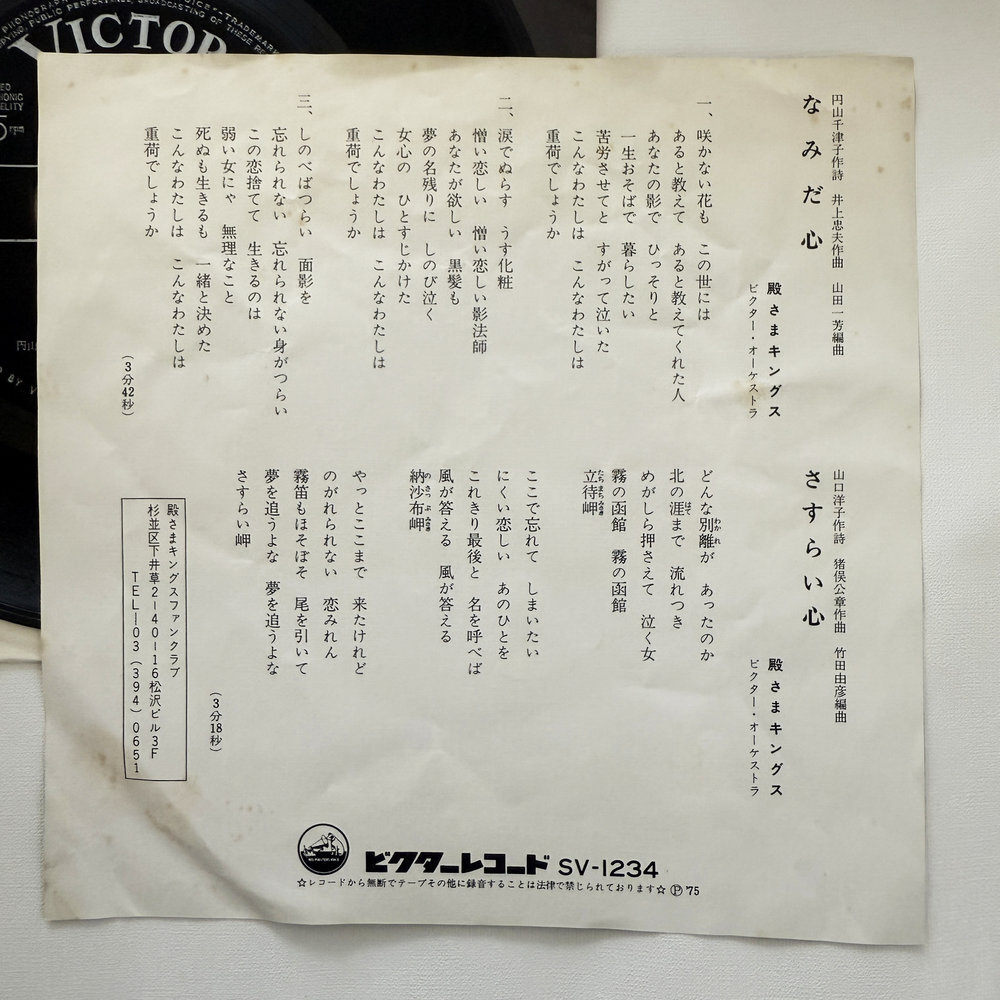 VICTOR
円山千津子作詩 井上忠夫作曲 山田一芳編曲
なみだ心
殿さまキングス
ビクター・オーケストラ
一、咲かない花も この世には
あると教えて あると教えてくれた人
あなたの影で ひっそりと
一生おそばで 暮らしたい
苦労させてと すがって泣いた
こんなわたしは こんなわたしは
重荷でしょうか
二、涙でぬらす うす化粧
憎い恋しい 憎い恋しい影法師
あなたが欲しい 黒髪も
夢の名残りに しのび泣く
女心の ひとすじかけた
こんなわたしは こんなわたしは
重荷でしょうか
三、しのべばつらい 面影を
忘れられない 忘れられない身がつらい
この恋捨てて 生きるのは
弱い女にゃ 無理なこと
死ぬも生きるも 一緒と決めた
こんなわたしは こんなわたしは
重荷でしょうか
(3分42秒)
山口洋子作詩 猪俣公章作曲 竹田由彦編曲
さすらい心
殿さまキングス
ビクター・オーケストラ
どんな別離が あったのか
わかれ
北の涯まで 流れつき
はて
めがしら押さえて 泣く女
霧の函館 霧の函館
立待岬
たちまちみさき
ここで忘れて しまいたい
にくい恋しい あのひとを
これきり最後と 名を呼べば
風が答える 風が答える
納沙布岬
のさっぷみさき
やっとここまで 来たけれど
のがれられない 恋みれん
霧笛もほそぼそ 尾を引いて
夢を追うよな 夢を追うよな
さすらい岬
(3分18秒)
殿さまキングスファンクラブ
杉並区下井草2-40-16松沢ビル3F
TEL-03(394)0651
ビクターレコード SV-1234
☆レコードから無断でテープその他に録音することは法律で禁じられております☆ Ⓟ'75